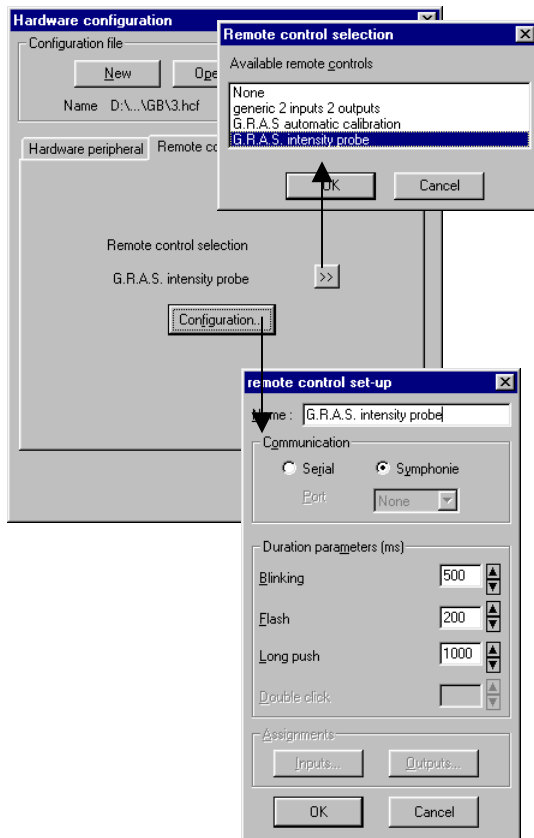 Hardware configuration
Configuration file
New
Name D:\...\GB\3.hcf
Hardware peripheral
Remote control selection
G.R.A.S. intensity probe
>>
Configuration...
Remote control selection
Available remote controls
None
generic 2 inputs 2 outputs
G.R.A.S automatic calibration
G.R.A.S. intensity probe
OK
Cancel
remote control set-up
Name : G.R.A.S. intensity probe
Communication
Serial
Symphonie
Port
None
Duration parameters (ms)
Blinking
500
Flash
200
Long push
1000
Double click
Assignments
Inputs...
Outputs...
OK
Cancel